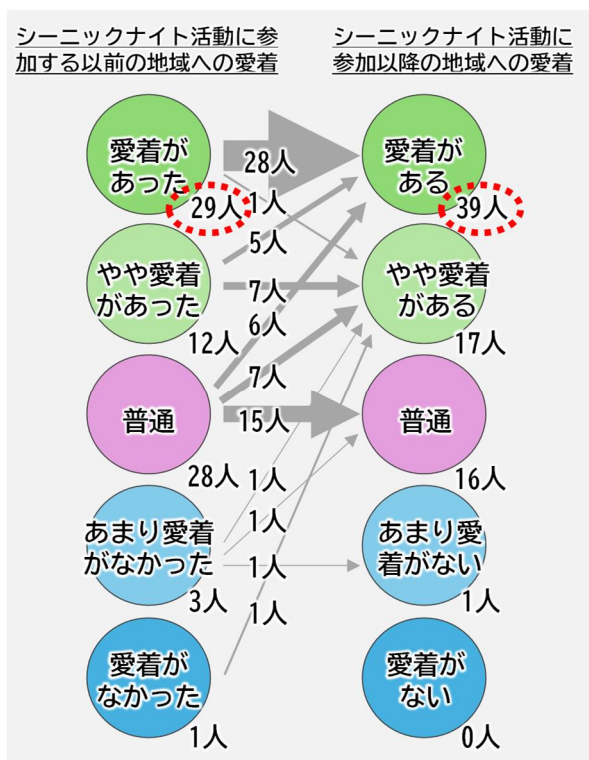 シーニックナイト活動に参
加する以前の地域への愛着
シーニックナイト活動に
参加以降の地域への愛着
愛着が
あった
29人
愛着が
ある
39人
28人
1人
5人
やや愛着
があった
12人
やや愛着
がある
17人
7人
6人
7人
普通
28人
普通
16人
15人
1人
1人
1人
1人
あまり愛着
がなかった
3人
あまり愛
着がない
1人
愛着が
なかった
1人
愛着が
ない
0人